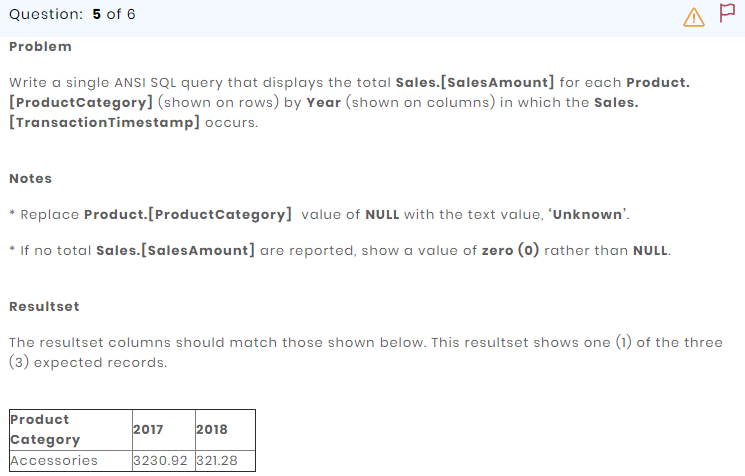 Question: 5 of 6
Problem
Write a single ANSI SQL query that displays the total Sales.[SalesAmount] for each Product.
[ProductCategory] (shown on rows) by Year (shown on columns) in which the Sales.
[TransactionTimestamp] occurs.
Notes
* Replace Product.[ProductCategory] value of NULL with the text value, ‘Unknown’.
* If no total Sales.[SalesAmount] are reported, show a value of zero (0) rather than NULL.
Resultset
The resultset columns should match those shown below. This resultset shows one (1) of the three
(3) expected records.
Product
Category 2017 2018
Accessories 3230.92 321.28